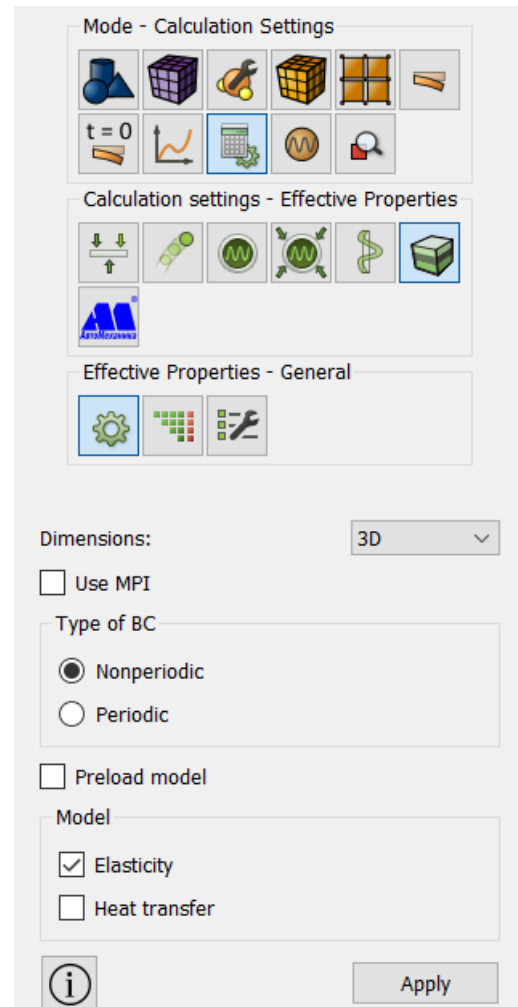 Mode - Calculation Settings
t = 0
Calculation settings - Effective Properties
®
АвтоМеханика
Effective Properties - General
Dimensions:
3D
Use MPI
Type of BC
Nonperiodic
Periodic
Preload model
Model
Elasticity
Heat transfer
i
Apply